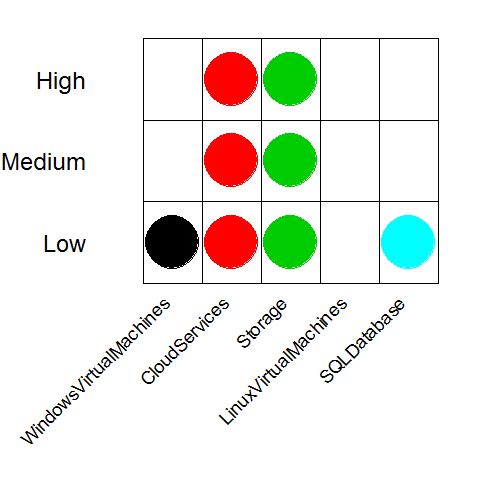 High
Medium
Low
WindowsVirtualMachines
CloudServices
Storage
LinuxVirtualMachines
SQLDatabase